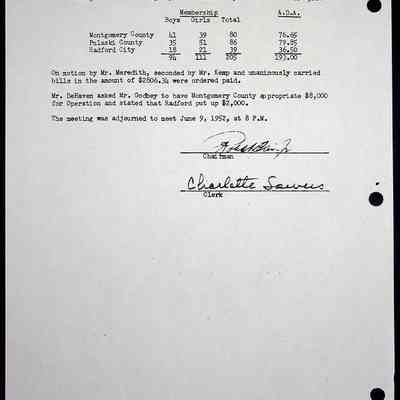 Membership A.D.A.
Boys Girls Total
Montgomery County 41 39 80 76.65
Pulaski County 35 51 86 79.85
Radford City 18 21 39 36.50
94 111 205 193.00
On motion by Mr. Meredith, seconded by Mr. Kemp and unanimously carried
bills in the amount of $2806.34 were ordered paid.
Mr. DeHaven asked Mr. Godbey to have Montgomery County appropriate $8,000
for Operation and stated that Radford put up $2,000.
The meeting was adjourned to meet June 9, 1952, at 8 P.M.
Chairman
Charlotte Sowers
Clerk